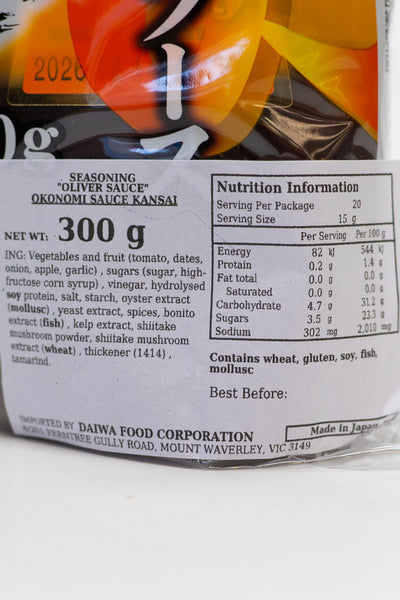 2026
ソース
0g
SEASONING
"OLIVER SAUCE"
OKONOMI SAUCE KANSAI
NET WT: 300 g
ING: Vegetables and fruit (tomato, dates,
onion, apple, garlic) , sugars (sugar, high-
fructose corn syrup) , vinegar, hydrolysed
soy protein, salt, starch, oyster extract
(mollusc) , yeast extract, spices, bonito
extract (fish) , kelp extract, shiitake
mushroom powder, shiitake mushroom
extract (wheat) , thickener (1414) ,
tamarind.
IMPORTED BY DAIWA FOOD CORPORATION
6/251 FERNTREE GULLY ROAD, MOUNT WAVERLEY, VIC 3149
Nutrition Information
Serving Per Package 20
Serving Size 15 g
Per Serving Per 100 g
Energy 82 kJ 544 kJ
Protein 0.2 g 1.4 g
Fat total 0.0 g 0.0 g
Saturated 0.0 g 0.0 g
Carbohydrate 4.7 g 31.2 g
Sugars 3.5 g 23.3 g
Sodium 302 mg 2,010 mg
Contains wheat, gluten, soy, fish,
mollusc
Best Before:
Made in Japan